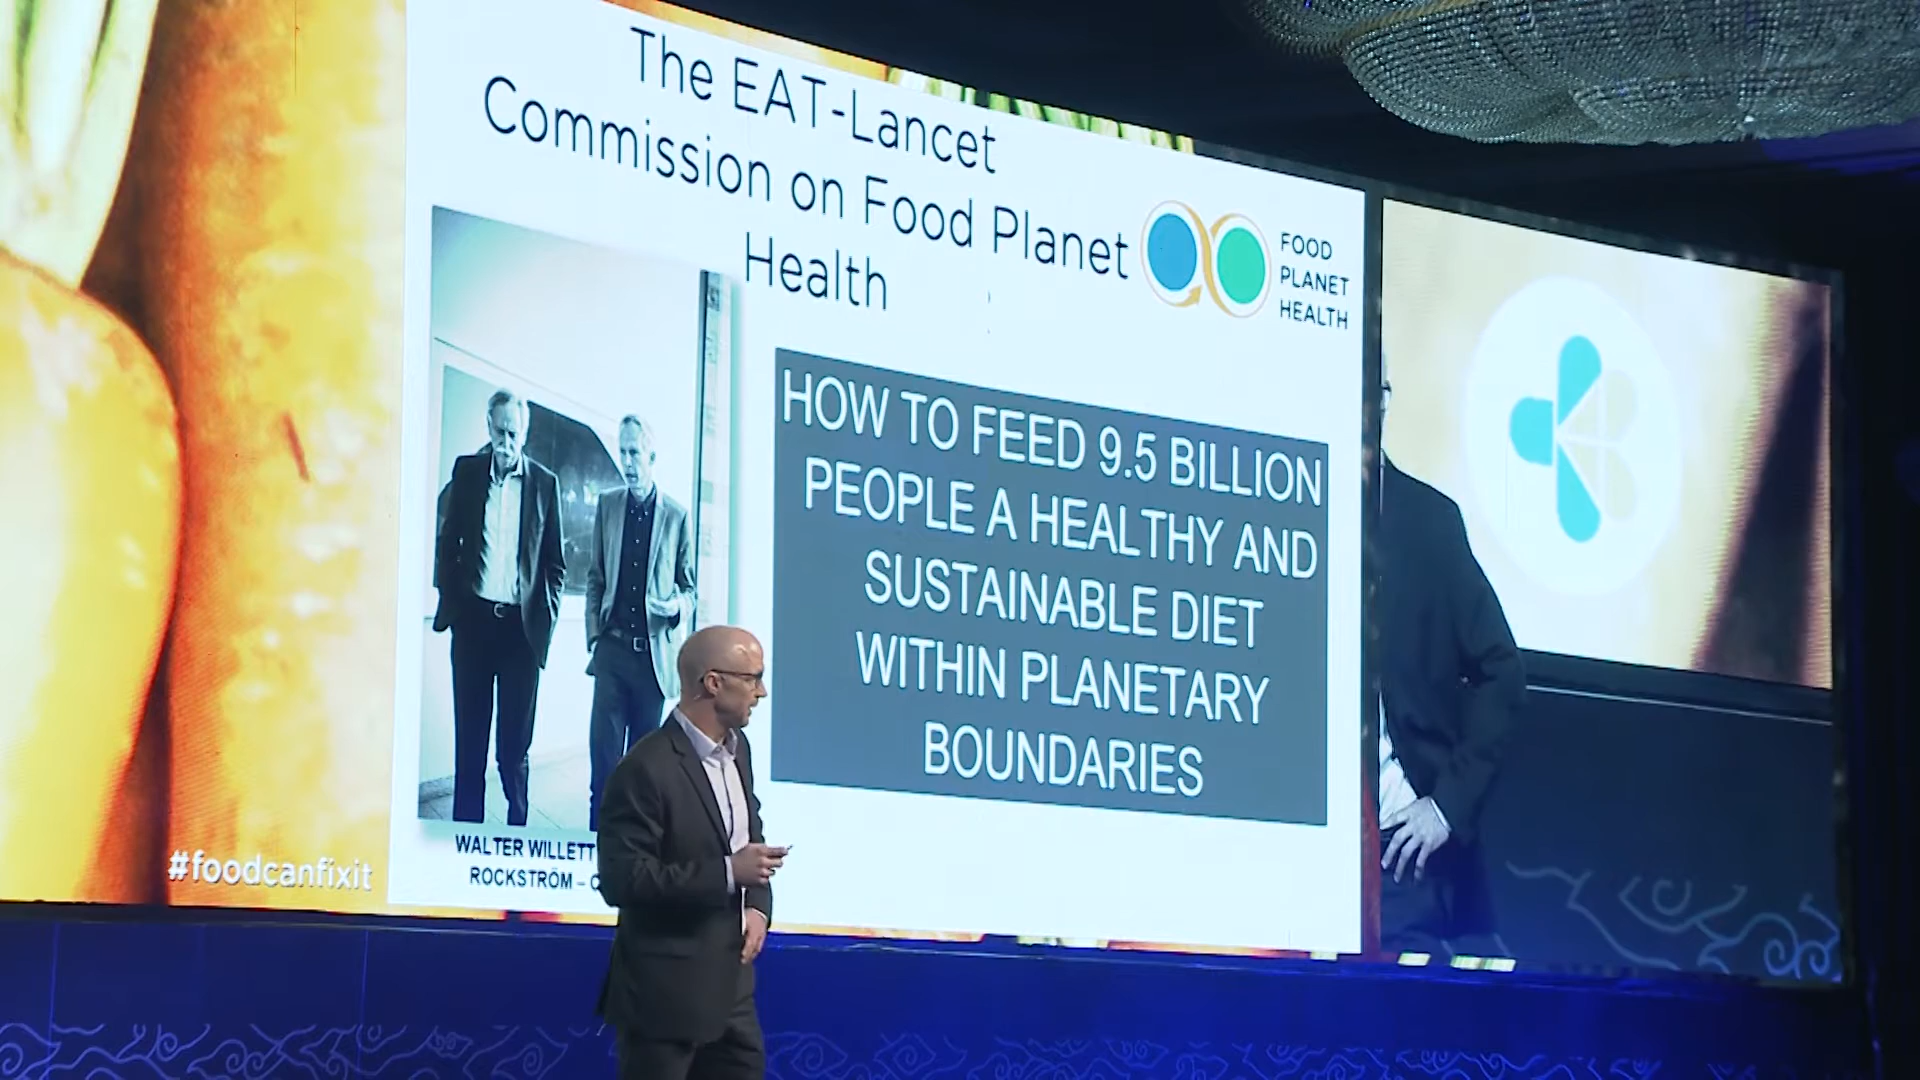 The EAT-Lancet
Commission on Food Planet
Health
FOOD
PLANET
HEALTH
HOW TO FEED 9.5 BILLION
PEOPLE A HEALTHY AND
SUSTAINABLE DIET
WITHIN PLANETARY
BOUNDARIES
WALTER WILLETT
ROCKSTRÖM – C
#foodcanfixit